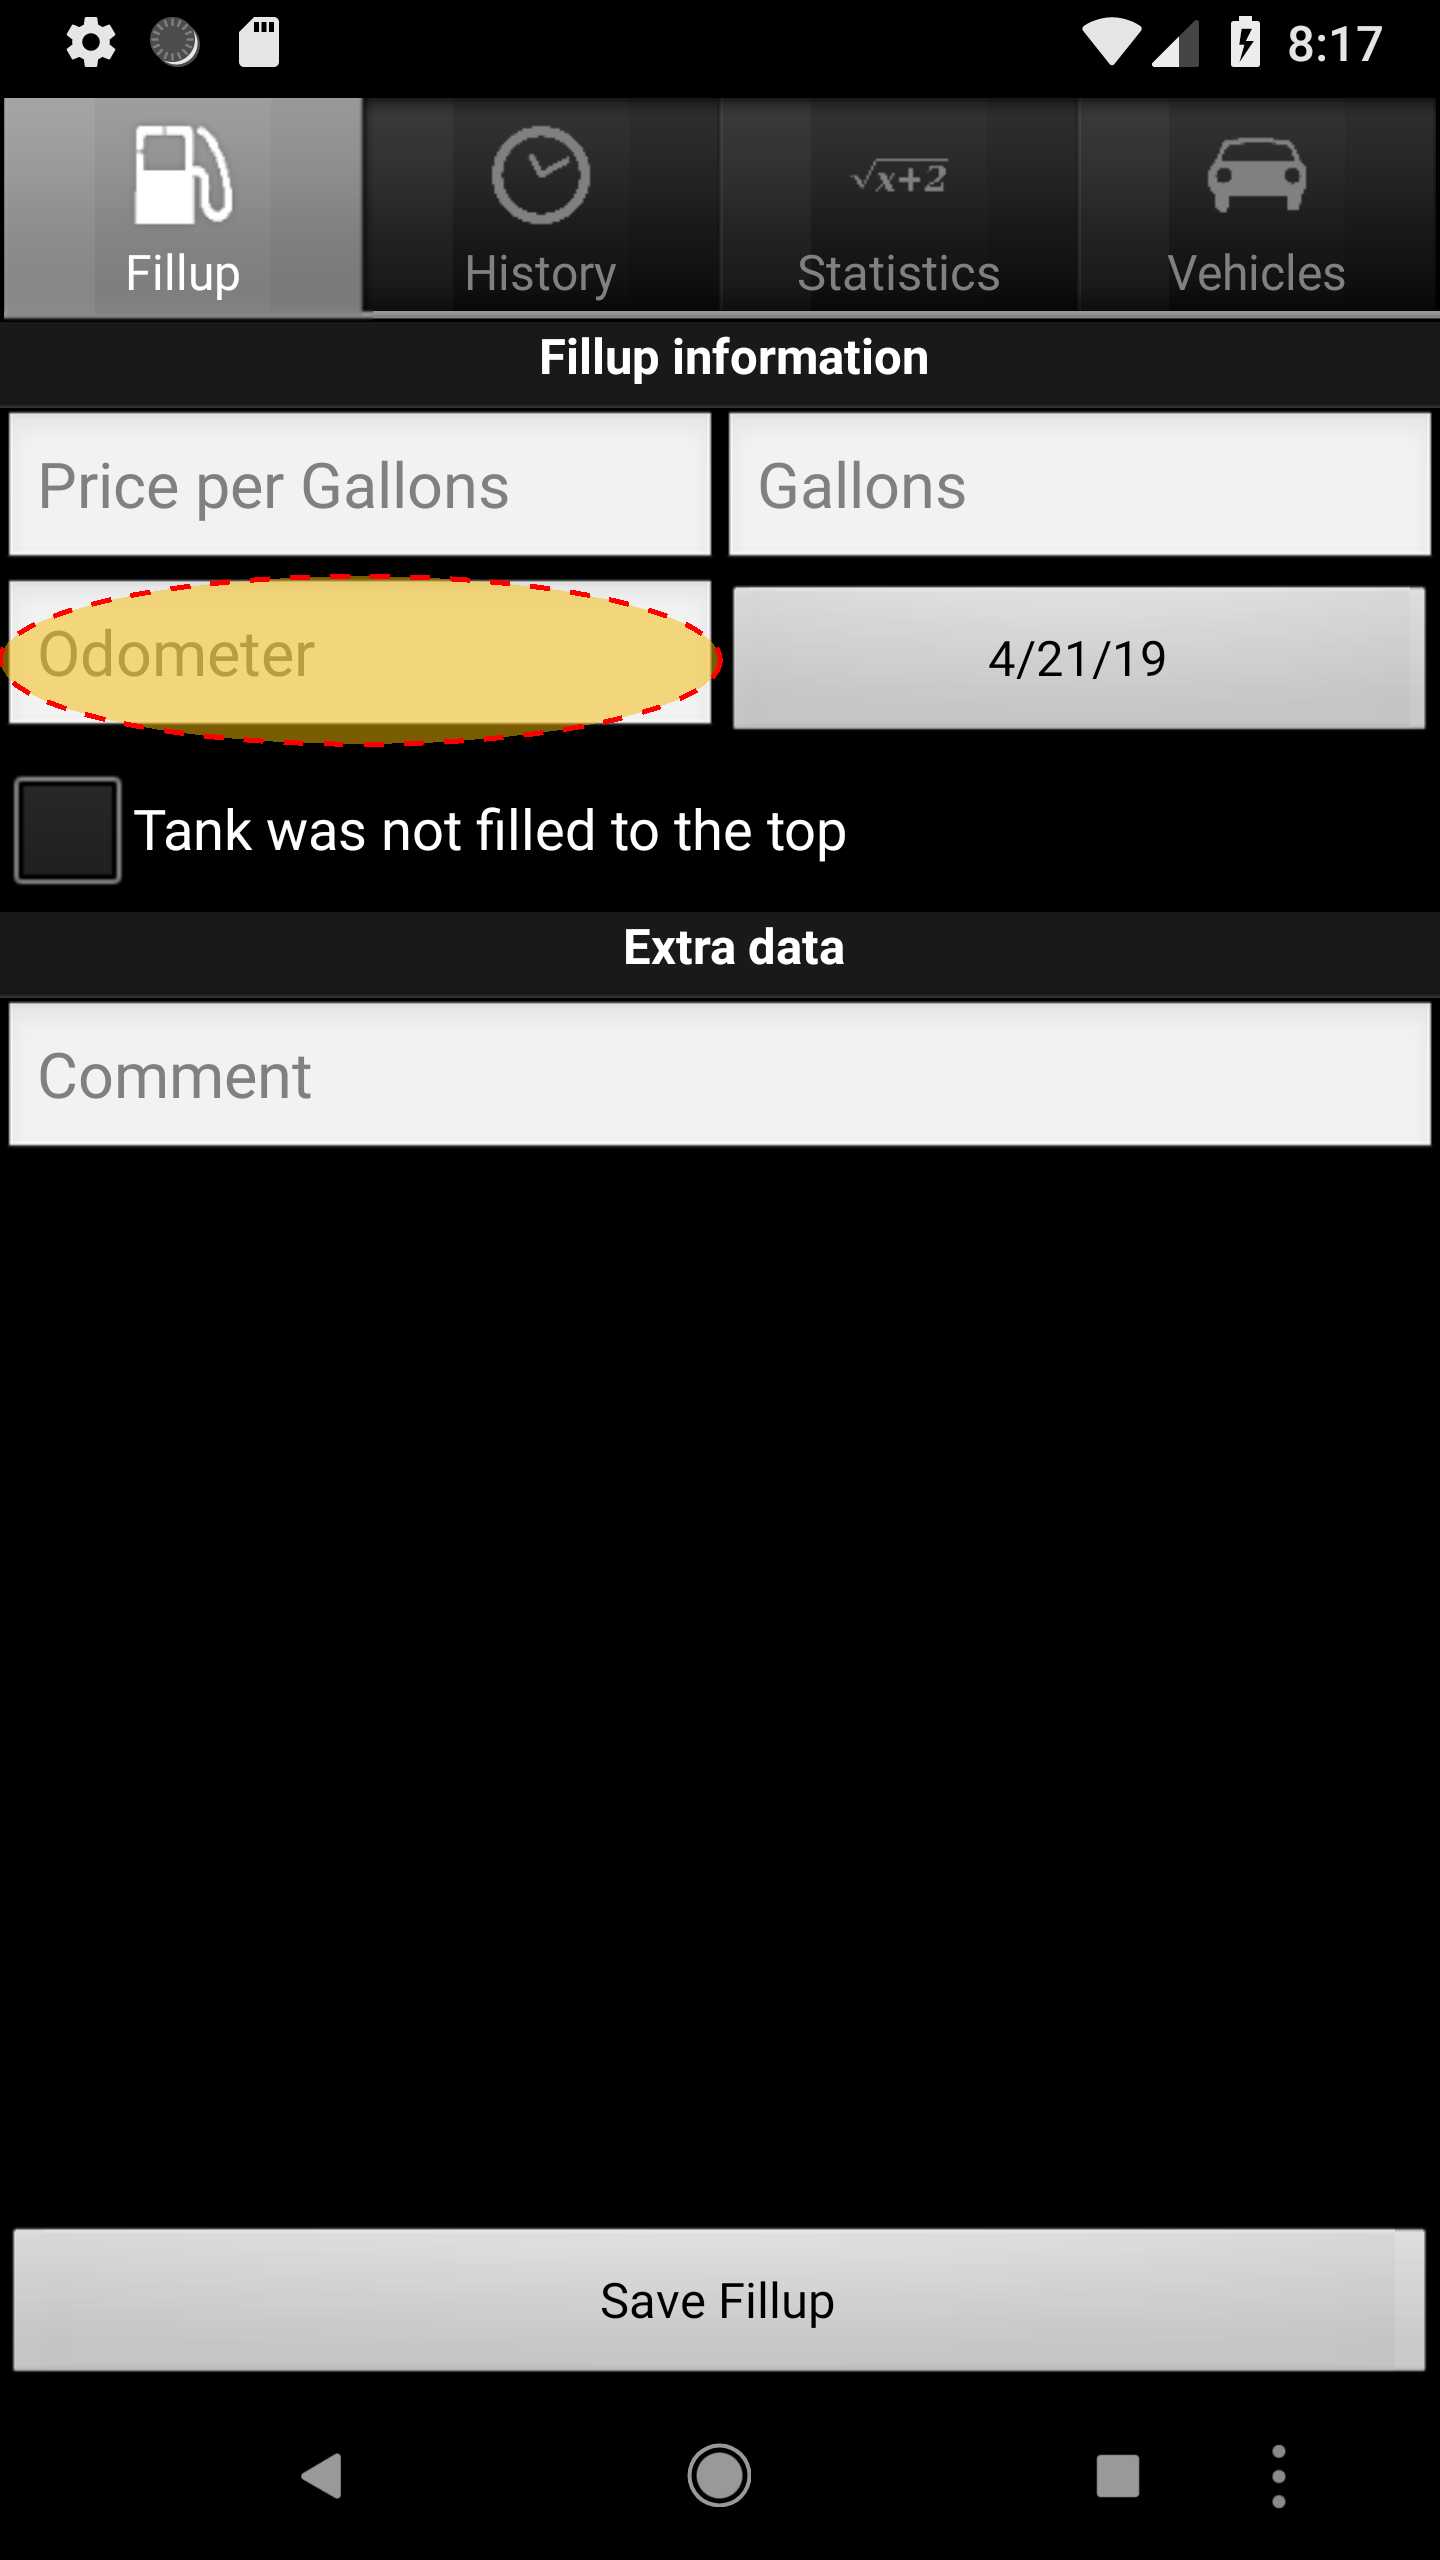 8:17
Fillup
History
√x+2
Statistics
Vehicles
Fillup information
Price per Gallons
Gallons
Odometer
4/21/19
Tank was not filled to the top
Extra data
Comment
Save Fillup